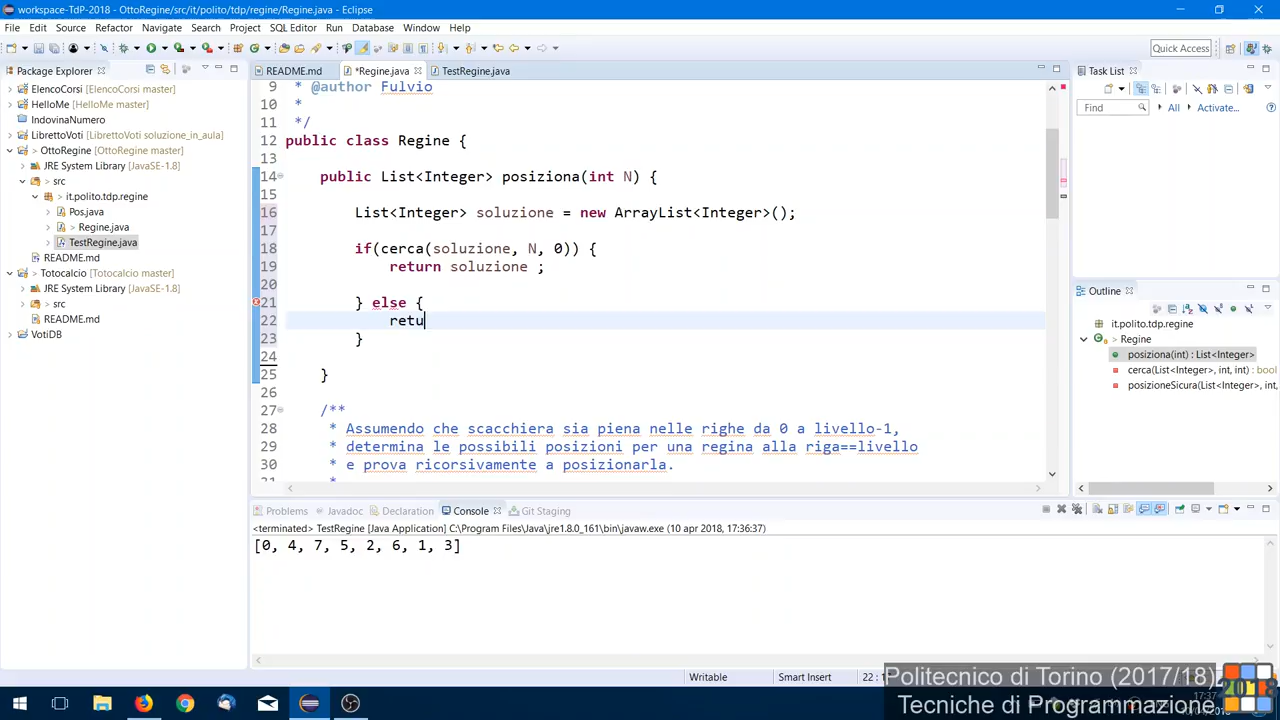 workspace-TdP-2018 - OttoRegine/src/it/polito/tdp/regine/Regine.java - Eclipse
File Edit Source Refactor Navigate Search Project SQL Editor Run Database Window Help
Quick Access
Package Explorer
ElencoCorsi [ElencoCorsi master]
HelloMe [HelloMe master]
IndovinaNumero
LibrettoVoti [LibrettoVoti soluzione_in_aula]
OttoRegine [OttoRegine master]
JRE System Library [JavaSE-1.8]
> src
> it.polito.tdp.regine
Pos.java
> Regine.java
TestRegine.java
README.md
Totocalcio [Totocalcio master]
JRE System Library [JavaSE-1.8]
> src
README.md
VotiDB
README.md *Regine.java TestRegine.java
9 * @author Fulvio
10 *
11 */
12 public class Regine {
13
14 public List<Integer> posiziona(int N) {
15
16 List<Integer> soluzione = new ArrayList<Integer>();
17
18 if(cerca(soluzione, N, 0)) {
19 return soluzione ;
20
21 } else {
22 retu
23 }
24
25 }
26
27 /**
28 * Assumendo che scacchiera sia piena nelle righe da 0 a livello-1,
29 * determina le possibili posizioni per una regina alla riga==livello
30 * e prova ricorsivamente a posizionarla.
*
Task List
Find All Activate...
Outline
it.polito.tdp.regine
Regine
posiziona(int) : List<Integer>
cerca(List<Integer>, int, int) : bool
posizioneSicura(List<Integer>, int,
Problems Javadoc Declaration Console Git Staging
<terminated> TestRegine [Java Application] C:\Program Files\Java\jre1.8.0_161\bin\javaw.exe (10 apr 2018, 17:36:37)
[0, 4, 7, 5, 2, 6, 1, 3]
Writable Smart Insert 22 :
Politecnico di Torino (2017/18)
Tecniche di Programmazione
2018
17:37